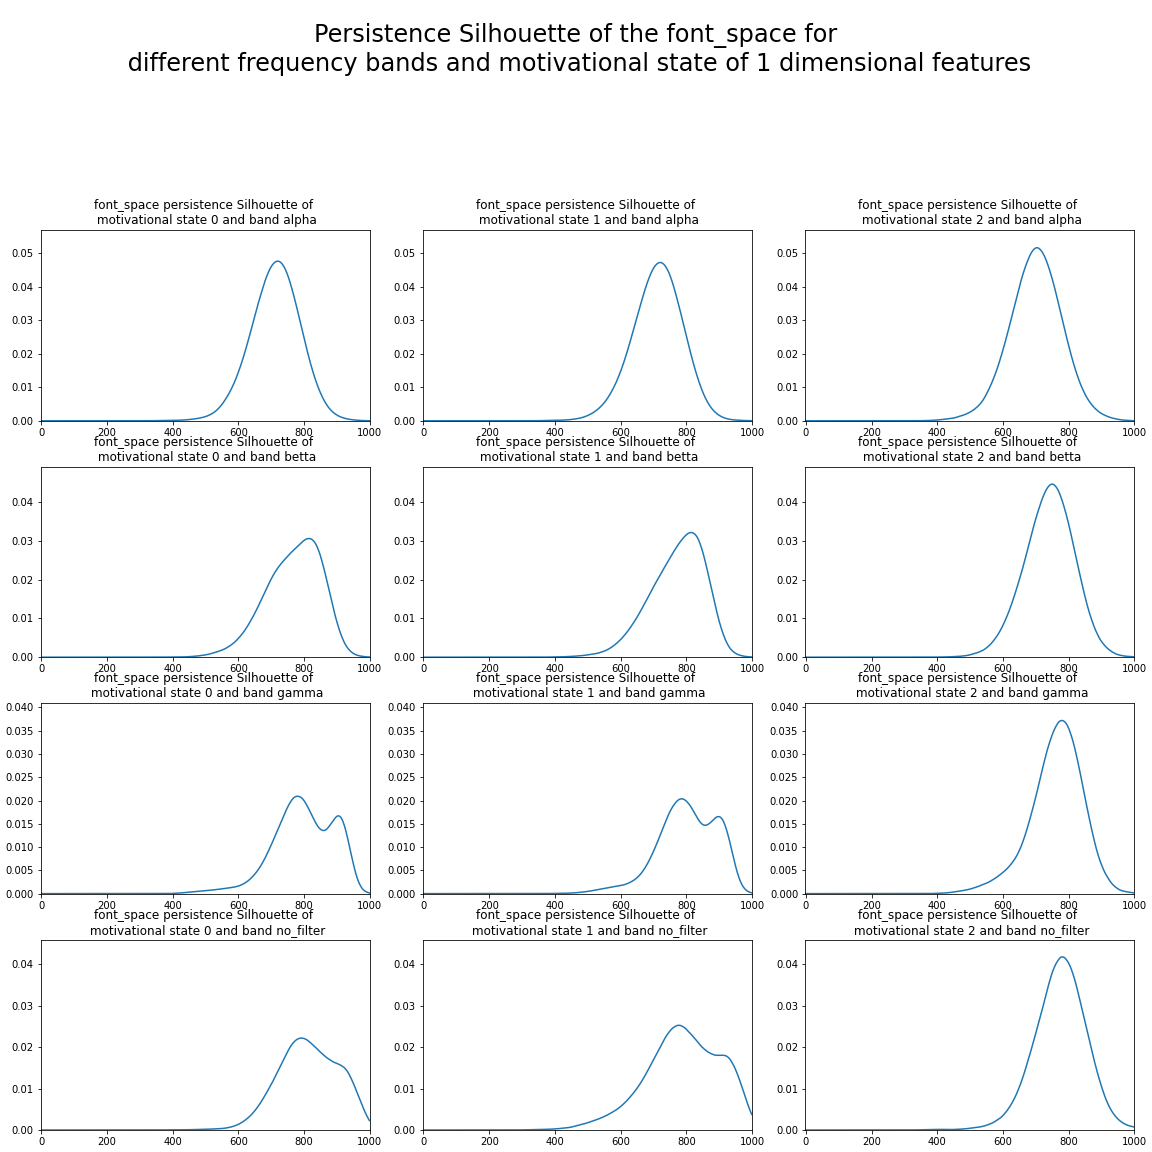 Persistence Silhouette of the font_space for
different frequency bands and motivational state of 1 dimensional features
font_space persistence Silhouette of
motivational state 0 and band alpha
font_space persistence Silhouette of
motivational state 1 and band alpha
font_space persistence Silhouette of
motivational state 2 and band alpha
0.05
0.04
0.03
0.02
0.01
0.00
0 200 400 600 800 1000
0.05
0.04
0.03
0.02
0.01
0.00
0 200 400 600 800 1000
0.05
0.04
0.03
0.02
0.01
0.00
0 200 400 600 800 1000
font_space persistence Silhouette of
motivational state 0 and band betta
font_space persistence Silhouette of
motivational state 1 and band betta
font_space persistence Silhouette of
motivational state 2 and band betta
0.04
0.03
0.02
0.01
0.00
0 200 400 600 800 1000
0.04
0.03
0.02
0.01
0.00
0 200 400 600 800 1000
0.04
0.03
0.02
0.01
0.00
0 200 400 600 800 1000
font_space persistence Silhouette of
motivational state 0 and band gamma
font_space persistence Silhouette of
motivational state 1 and band gamma
font_space persistence Silhouette of
motivational state 2 and band gamma
0.040
0.035
0.030
0.025
0.020
0.015
0.010
0.005
0.000
0 200 400 600 800 1000
0.040
0.035
0.030
0.025
0.020
0.015
0.010
0.005
0.000
0 200 400 600 800 1000
0.040
0.035
0.030
0.025
0.020
0.015
0.010
0.005
0.000
0 200 400 600 800 1000
font_space persistence Silhouette of
motivational state 0 and band no_filter
font_space persistence Silhouette of
motivational state 1 and band no_filter
font_space persistence Silhouette of
motivational state 2 and band no_filter
0.04
0.03
0.02
0.01
0.00
0 200 400 600 800 1000
0.04
0.03
0.02
0.01
0.00
0 200 400 600 800 1000
0.04
0.03
0.02
0.01
0.00
0 200 400 600 800 1000